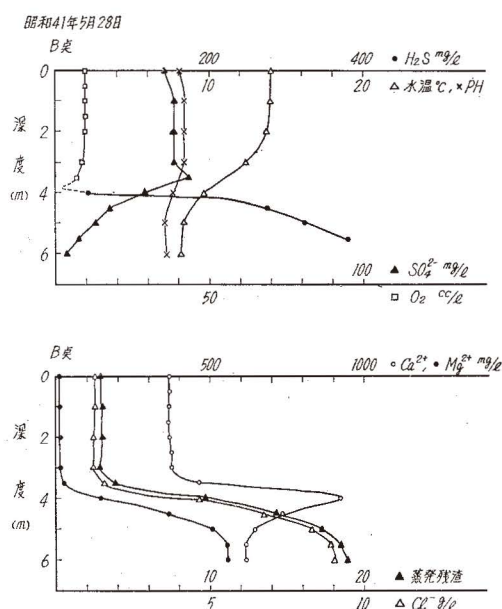 昭和41年5月28日
B点
200 400 ● H₂S mg/ℓ
0 10 20 △ 水温℃, × PH
2
深
度
(m)
4
6
100 ▲ SO₄²⁻ mg/ℓ
50 □ O₂ cc/ℓ
B点
0 500 1000 ○ Ca²⁺, ● Mg²⁺ mg/ℓ
2
深
度
(m)
4
6
10 20 ▲ 蒸発残渣
5 10 △ Cl⁻ g/ℓ